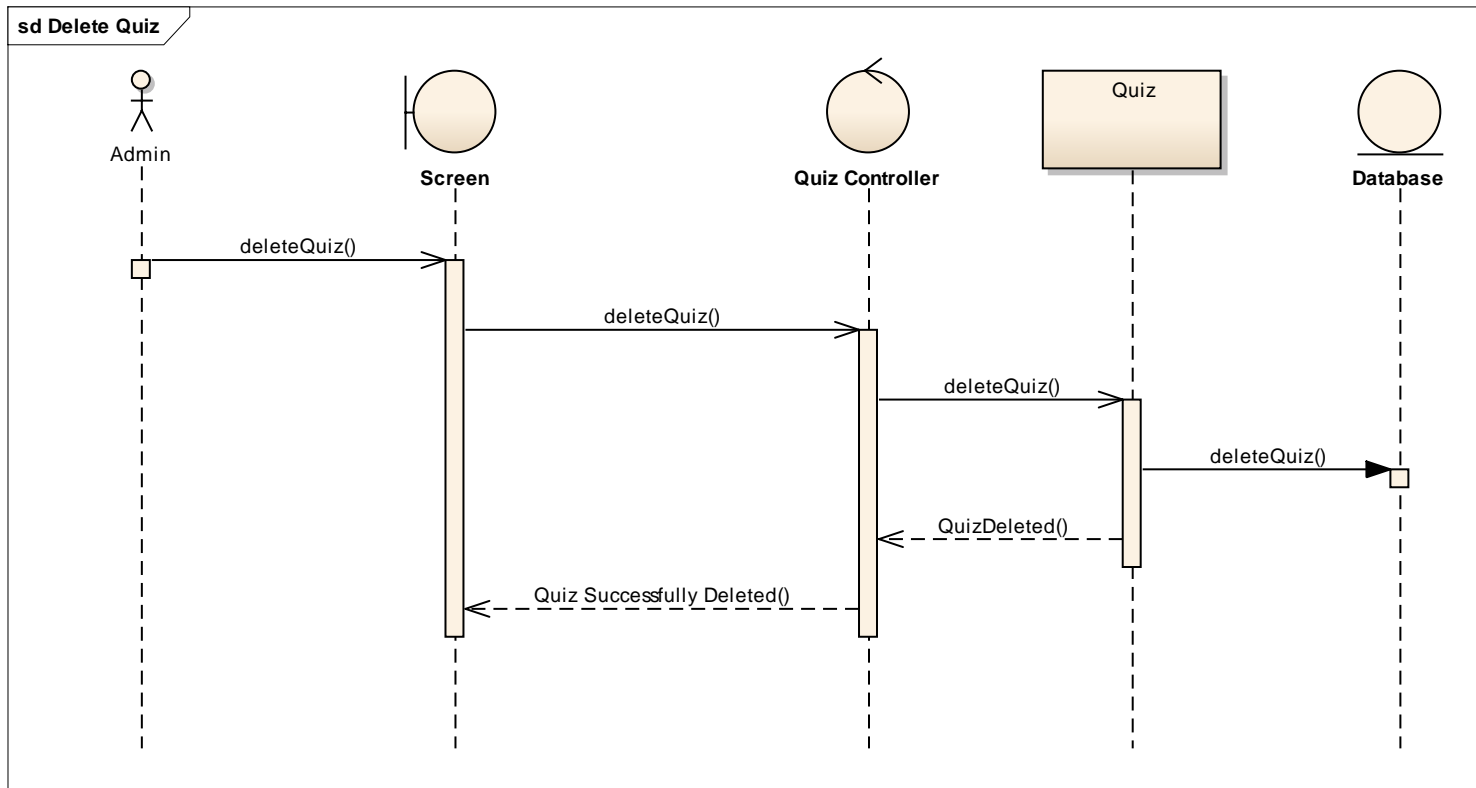 sd Delete Quiz
Admin
Screen
Quiz Controller
Quiz
Database
deleteQuiz()
deleteQuiz()
deleteQuiz()
deleteQuiz()
QuizDeleted()
Quiz Successfully Deleted()